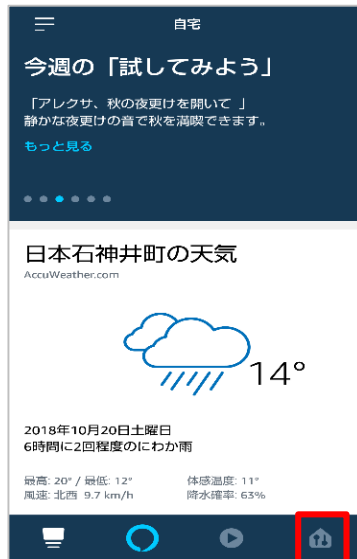 自宅
今週の「試してみよう」
「アレクサ、秋の夜更けを開いて 」
静かな夜更けの音で秋を満喫できます。
もっと見る
日本石神井町の天気
AccuWeather.com
14°
2018年10月20日土曜日
6時間に2回程度のにわか雨
最高: 20° / 最低: 12° 体感温度: 11°
風速: 北西 9.7 km/h 降水確率: 63%